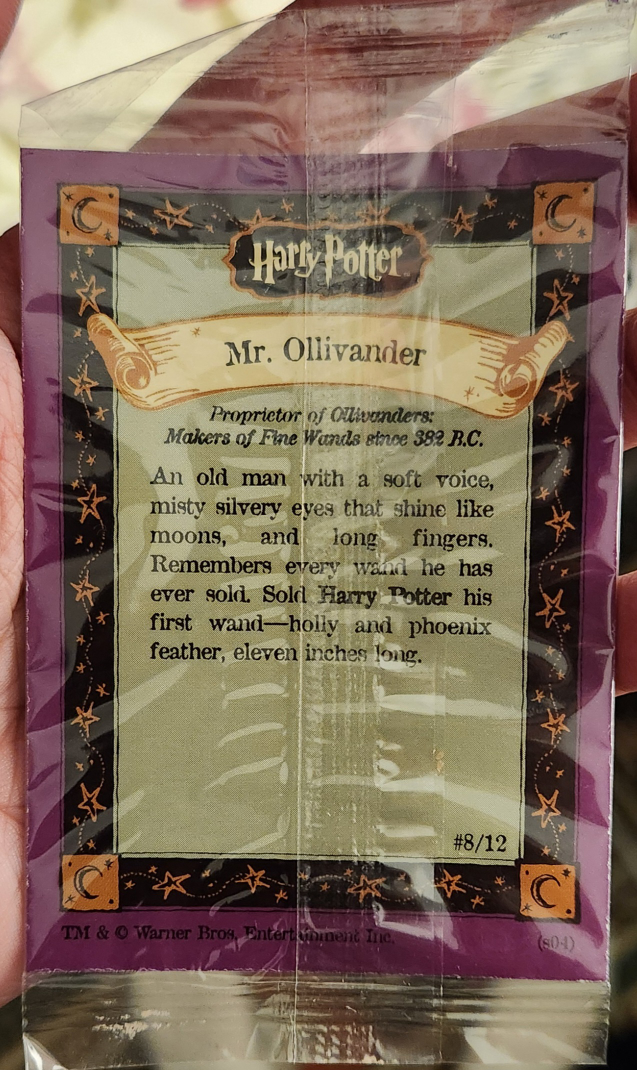 Harry Potter
Mr. Ollivander
Proprietor of Ollivanders:
Makers of Fine Wands since 382 B.C.
An old man with a soft voice,
misty silvery eyes that shine like
moons, and long fingers.
Remembers every wand he has
ever sold. Sold Harry Potter his
first wand—holly and phoenix
feather, eleven inches long.
#8/12
TM & © Warner Bros. Entertainment Inc.
(s04)